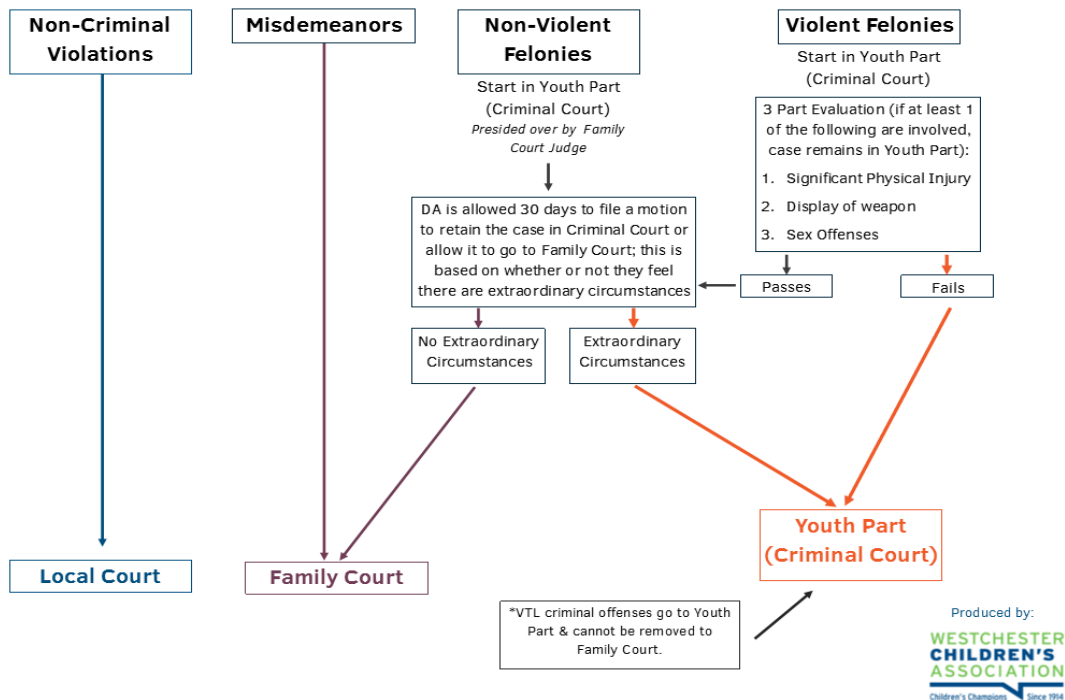 Non-Criminal
Violations
Misdemeanors
Non-Violent
Felonies
Start in Youth Part
(Criminal Court)
Presided over by Family
Court Judge
Violent Felonies
Start in Youth Part
(Criminal Court)
3 Part Evaluation (if at least 1
of the following are involved,
case remains in Youth Part):
1. Significant Physical Injury
2. Display of weapon
3. Sex Offenses
DA is allowed 30 days to file a motion
to retain the case in Criminal Court or
allow it to go to Family Court; this is
based on whether or not they feel
there are extraordinary circumstances
Passes
Fails
No Extraordinary
Circumstances
Extraordinary
Circumstances
Local Court
Family Court
Youth Part
(Criminal Court)
*VTL criminal offenses go to Youth
Part & cannot be removed to
Family Court.
Produced by:
WESTCHESTER
CHILDREN'S
ASSOCIATION
Children's Champions Since 1914